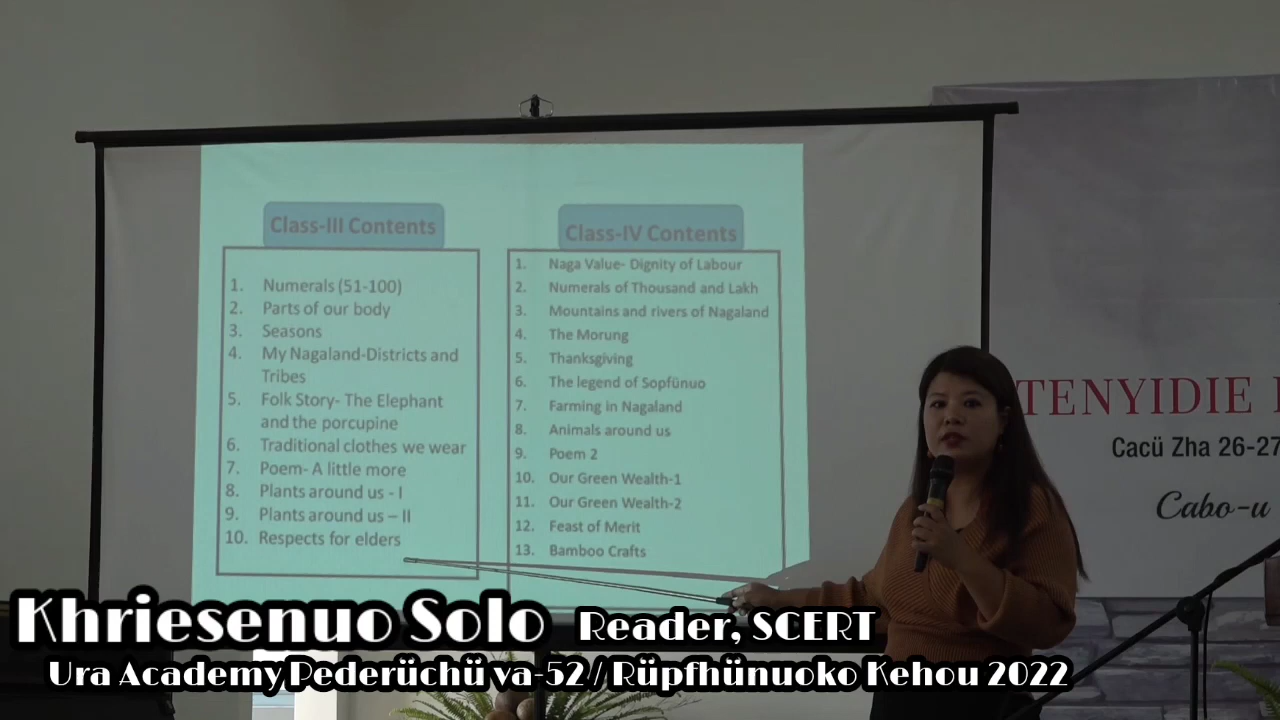 Class-III Contents
1. Numerals (51-100)
2. Parts of our body
3. Seasons
4. My Nagaland-Districts and
Tribes
5. Folk Story- The Elephant
and the porcupine
6. Traditional clothes we wear
7. Poem- A little more
8. Plants around us - I
9. Plants around us – II
10. Respects for elders
Class-IV Contents
1. Naga Value- Dignity of Labour
2. Numerals of Thousand and Lakh
3. Mountains and rivers of Nagaland
4. The Morung
5. Thanksgiving
6. The legend of Sopfünuo
7. Farming in Nagaland
8. Animals around us
9. Poem 2
10. Our Green Wealth-1
11. Our Green Wealth-2
12. Feast of Merit
13. Bamboo Crafts
TENYIDIE
Cacü Zha 26-27
Cabo-u
Khriesenuo Solo Reader, SCERT
Ura Academy Pederüchü va-52 / Rüpfhünuoko Kehou 2022